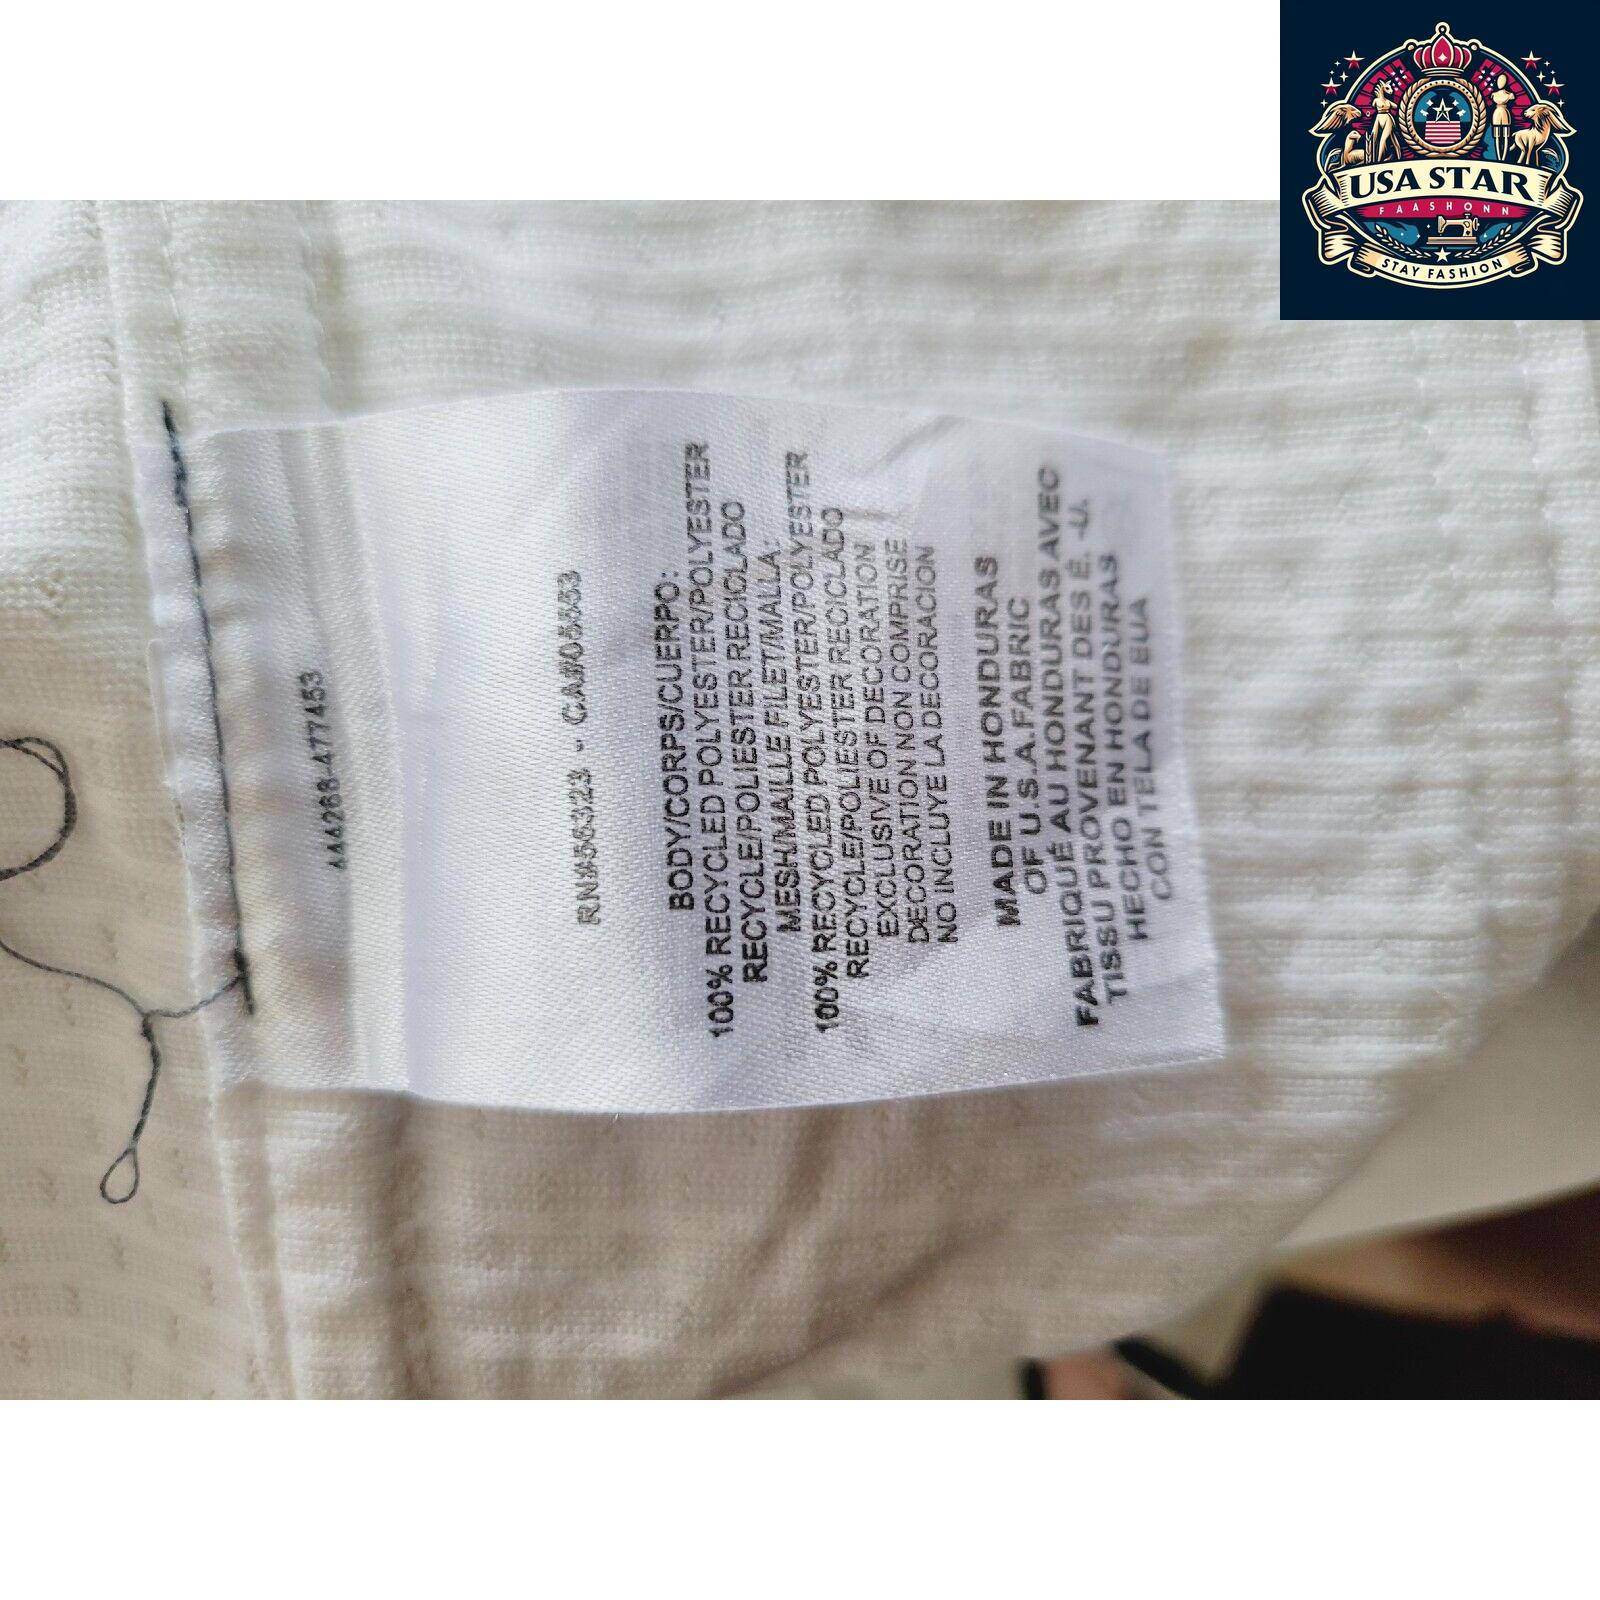 USA STAR
FAASHONN
STAY FASHION
RN#56323 - CA#05553
BODY/CORPS/CUERPO:
100% RECYCLED POLYESTER/POLYESTER
RECYCLE/POLIESTER RECICLADO
MESH/MAILLE FILET/MALLA:
100% RECYCLED POLYESTER/POLYESTER
RECYCLE/POLIESTER RECICLADO
EXCLUSIVE OF DECORATION
DECORATION NON COMPRISE
NO INCLUYE LA DECORACION
MADE IN HONDURAS
OF U.S.A.FABRIC
FABRIQUÉ AU HONDURAS AVEC
TISSU PROVENANT DES É. -U.
HECHO EN HONDURAS
CON TELA DE EUA